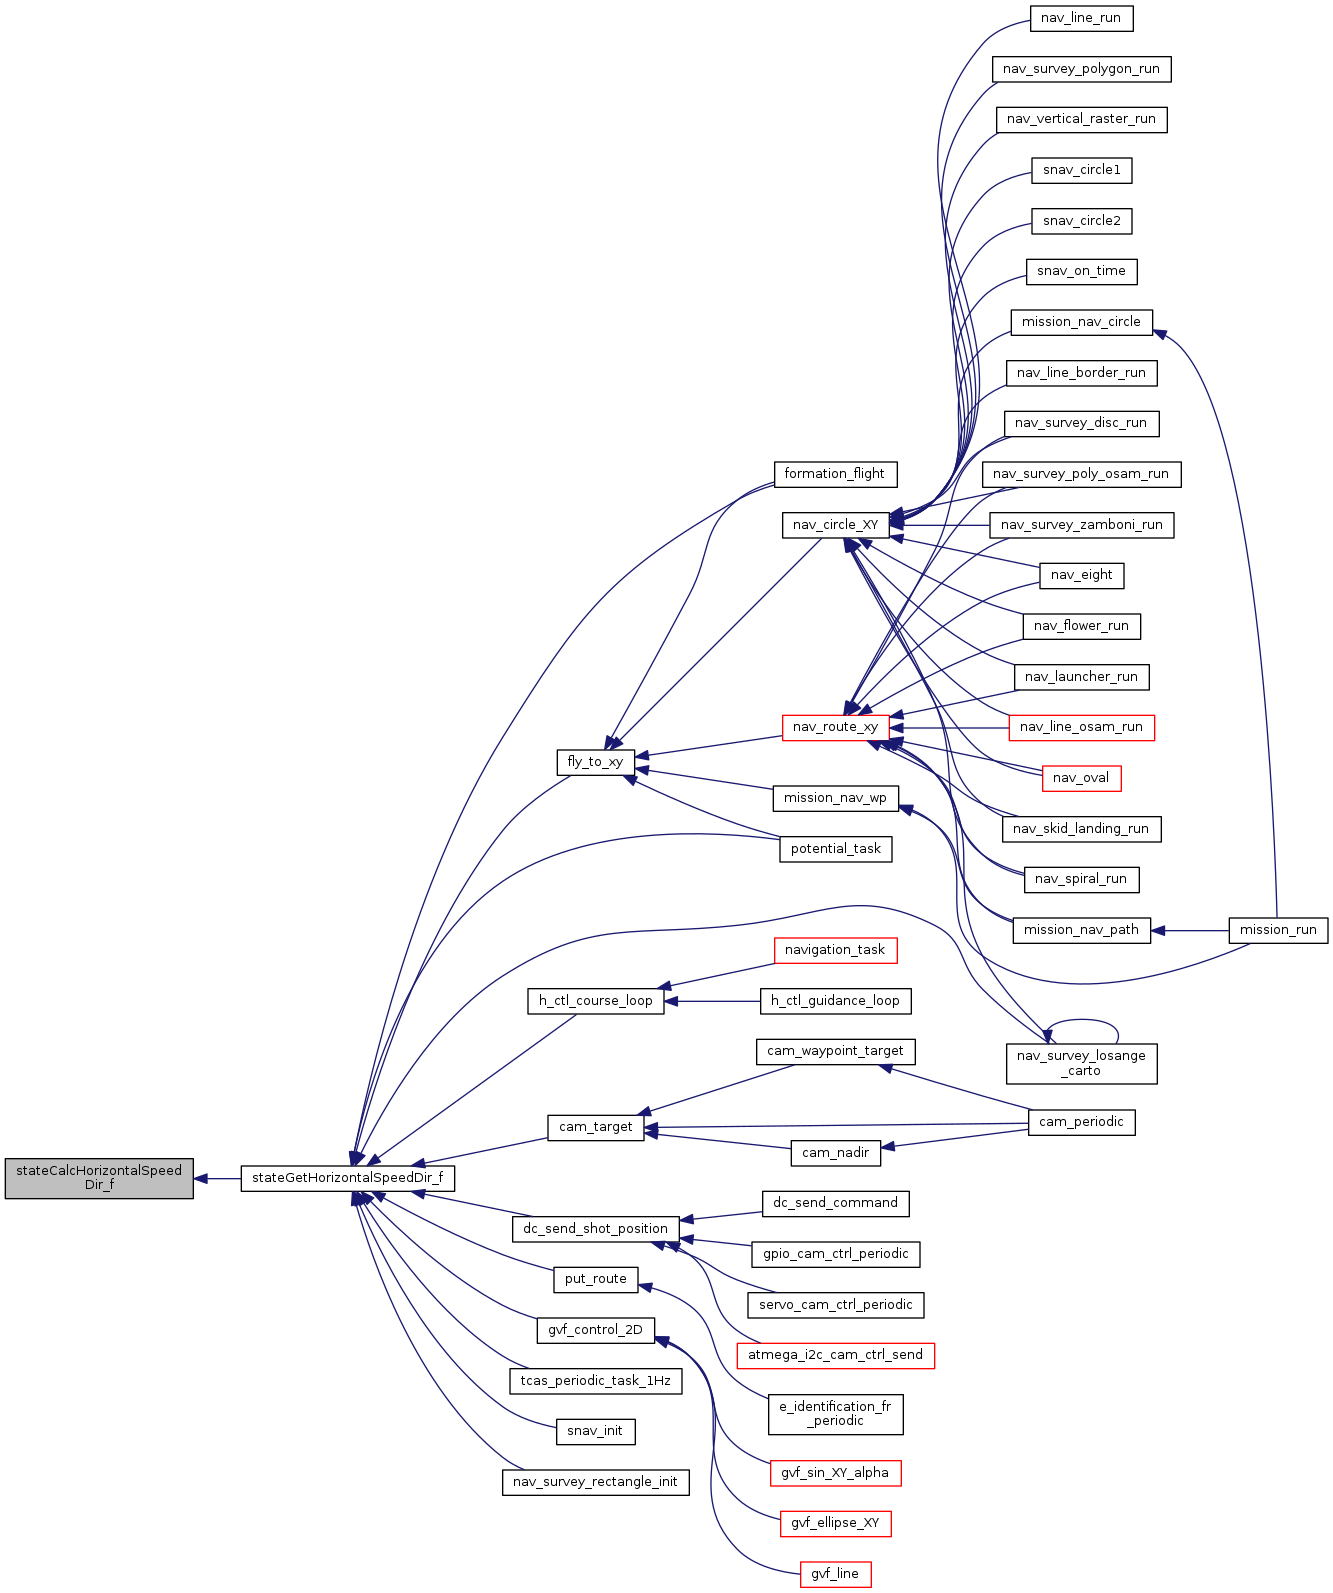 nav_line_run
nav_survey_polygon_run
nav_vertical_raster_run
snav_circle1
snav_circle2
snav_on_time
mission_nav_circle
nav_line_border_run
nav_survey_disc_run
formation_flight
nav_survey_poly_osam_run
nav_circle_XY
nav_survey_zamboni_run
nav_eight
nav_flower_run
nav_launcher_run
nav_route_xy
nav_line_osam_run
fly_to_xy
nav_oval
mission_nav_wp
nav_skid_landing_run
potential_task
nav_spiral_run
mission_nav_path
mission_run
navigation_task
h_ctl_course_loop
h_ctl_guidance_loop
cam_waypoint_target
nav_survey_losange
_carto
cam_target
cam_periodic
cam_nadir
stateCalcHorizontalSpeed
Dir_f
stateGetHorizontalSpeedDir_f
dc_send_command
dc_send_shot_position
gpio_cam_ctrl_periodic
put_route
servo_cam_ctrl_periodic
gvf_control_2D
atmega_i2c_cam_ctrl_send
tcas_periodic_task_1Hz
e_identification_fr
_periodic
snav_init
gvf_sin_XY_alpha
nav_survey_rectangle_init
gvf_ellipse_XY
gvf_line